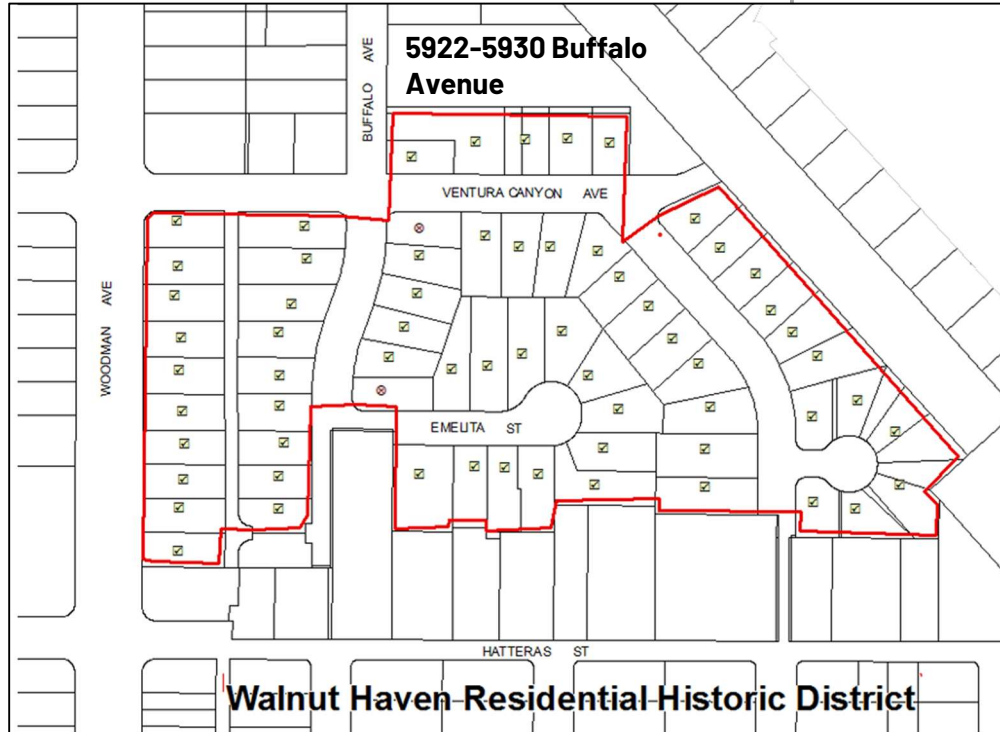 5922-5930 Buffalo
Avenue
BUFFALO AVE
VENTURA CANYON AVE
WOODMAN AVE
EMELITA ST
HATTERAS ST
Walnut Haven Residential Historic District